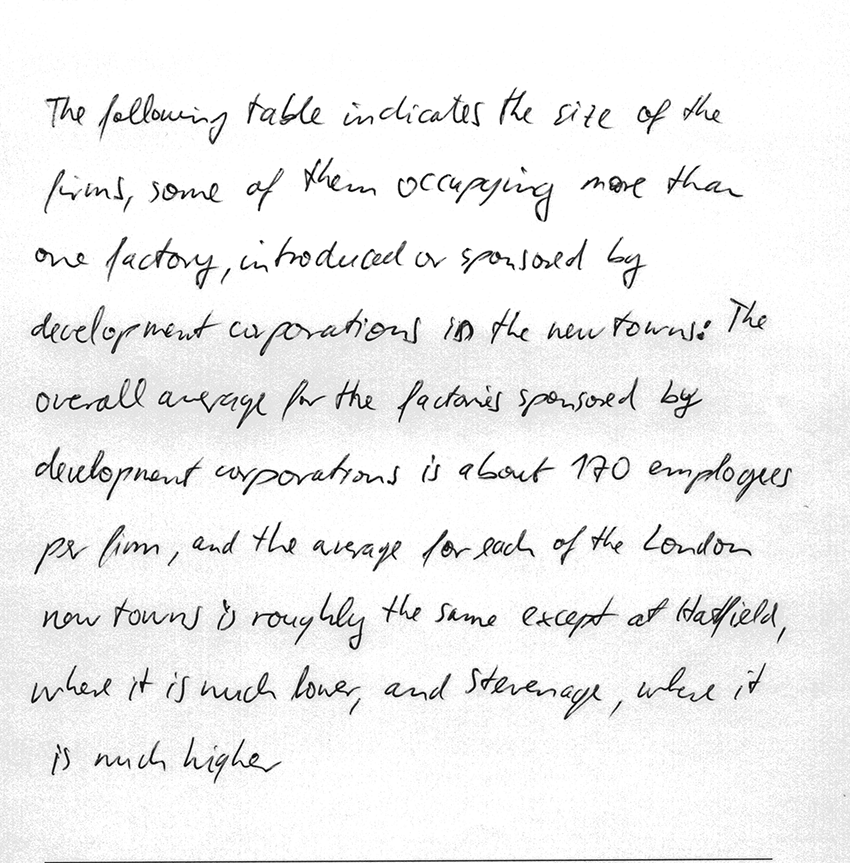 The following table indicates the size of the
firms, some of them occupying more than
one factory, introduced or sponsored by
development corporations in the new towns: The
overall average for the factories sponsored by
development corporations is about 170 employees
per firm, and the average for each of the London
new towns is roughly the same except at Hatfield,
where it is much lower, and Stevenage, where it
is much higher